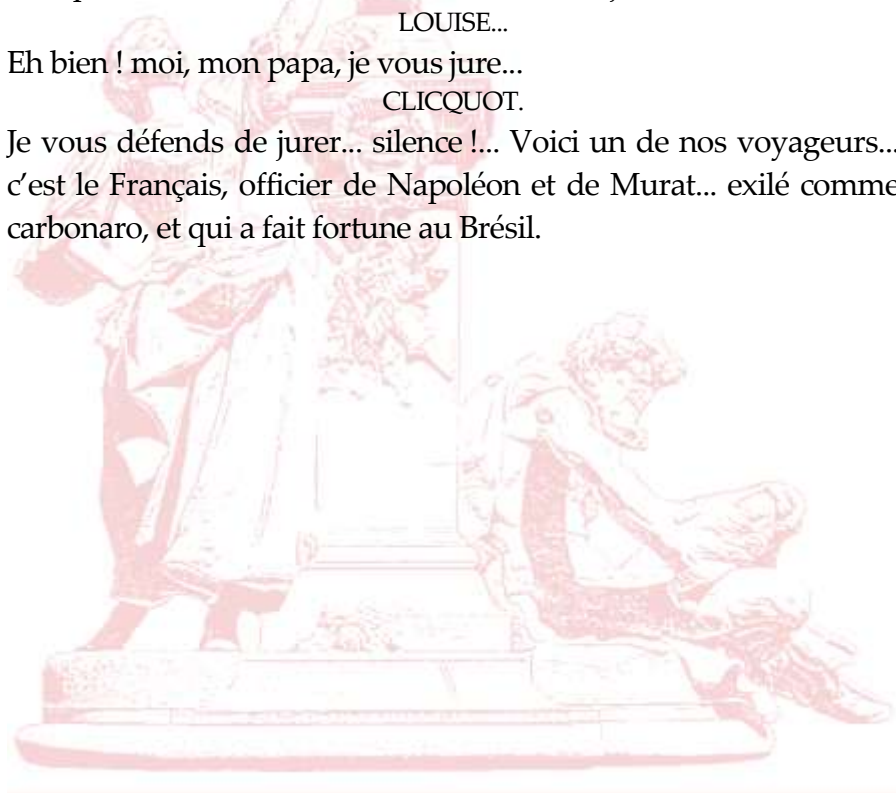 LOUISE...
Eh bien ! moi, mon papa, je vous jure...
CLICQUOT.
Je vous défends de jurer... silence !... Voici un de nos voyageurs...
c’est le Français, officier de Napoléon et de Murat... exilé comme
carbonaro, et qui a fait fortune au Brésil.